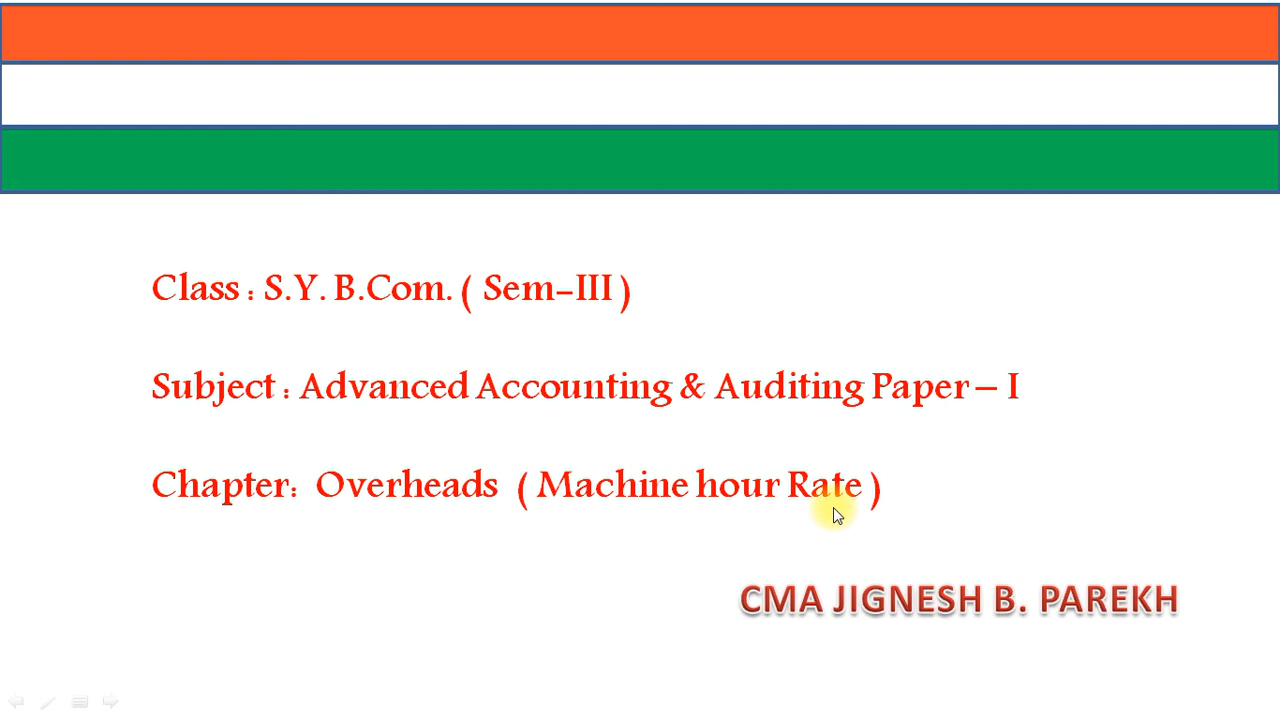 Class : S.Y. B.Com. ( Sem-III )
Subject : Advanced Accounting & Auditing Paper – I
Chapter: Overheads ( Machine hour Rate )
CMA JIGNESH B. PAREKH